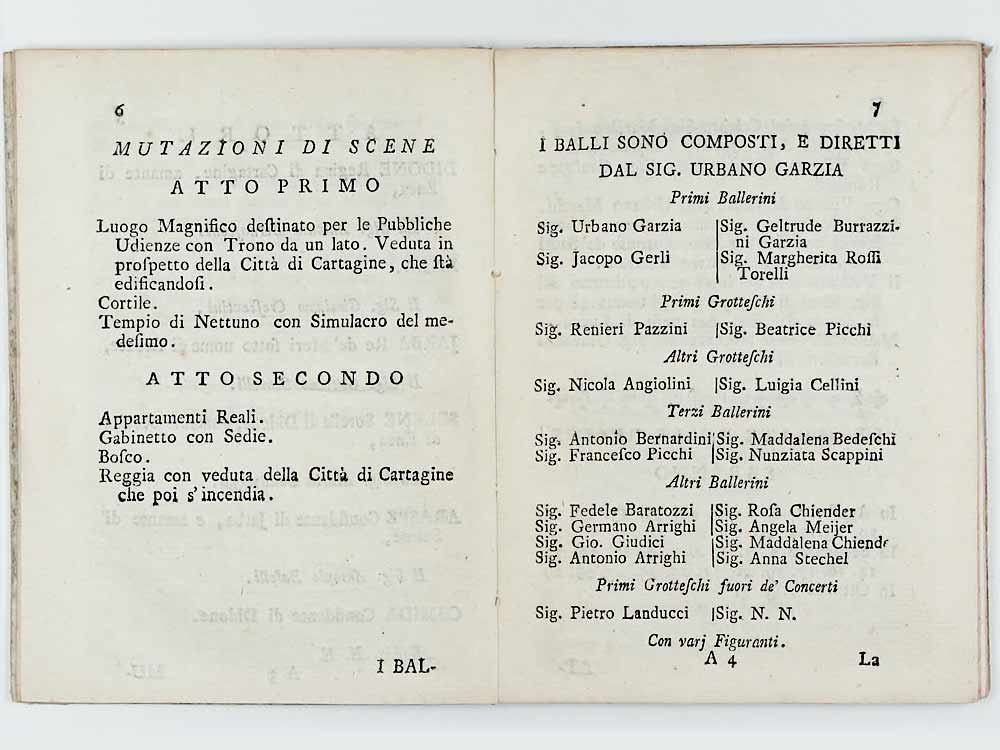 6
MUTAZIONI DI SCENE
ATTO PRIMO
Luogo Magnifico deſtinato per le Pubbliche
Udienze con Trono da un lato. Veduta in
proſpetto della Città di Cartagine, che ſtà
edificandoſi.
Cortile.
Tempio di Nettuno con Simulacro del me-
deſimo.
ATTO SECONDO
Appartamenti Reali.
Gabinetto con Sedie.
Boſco.
Reggia con veduta della Città di Cartagine
che poi s'incendia.
I BAL-
7
I BALLI SONO COMPOSTI, E DIRETTI
DAL SIG. URBANO GARZIA
Primi Ballerini
Sig. Urbano Garzia |Sig. Geltrude Burrazzi-
ni Garzia
Sig. Jacopo Gerli |Sig. Margherita Roſſi
Torelli
Primi Grotteſchi
Sig. Renieri Pazzini |Sig. Beatrice Picchi
Altri Grotteſchi
Sig. Nicola Angiolini |Sig. Luigia Cellini
Terzi Ballerini
Sig. Antonio Bernardini|Sig. Maddalena Bedeſchi
Sig. Franceſco Picchi |Sig. Nunziata Scappini
Altri Ballerini
Sig. Fedele Baratozzi |Sig. Roſa Chiender
Sig. Germano Arrighi |Sig. Angela Meijer
Sig. Gio. Giudici |Sig. Maddalena Chiende
Sig. Antonio Arrighi |Sig. Anna Stechel
Primi Grotteſchi fuori de' Concerti
Sig. Pietro Landucci |Sig. N. N.
Con varj Figuranti.
A 4 La